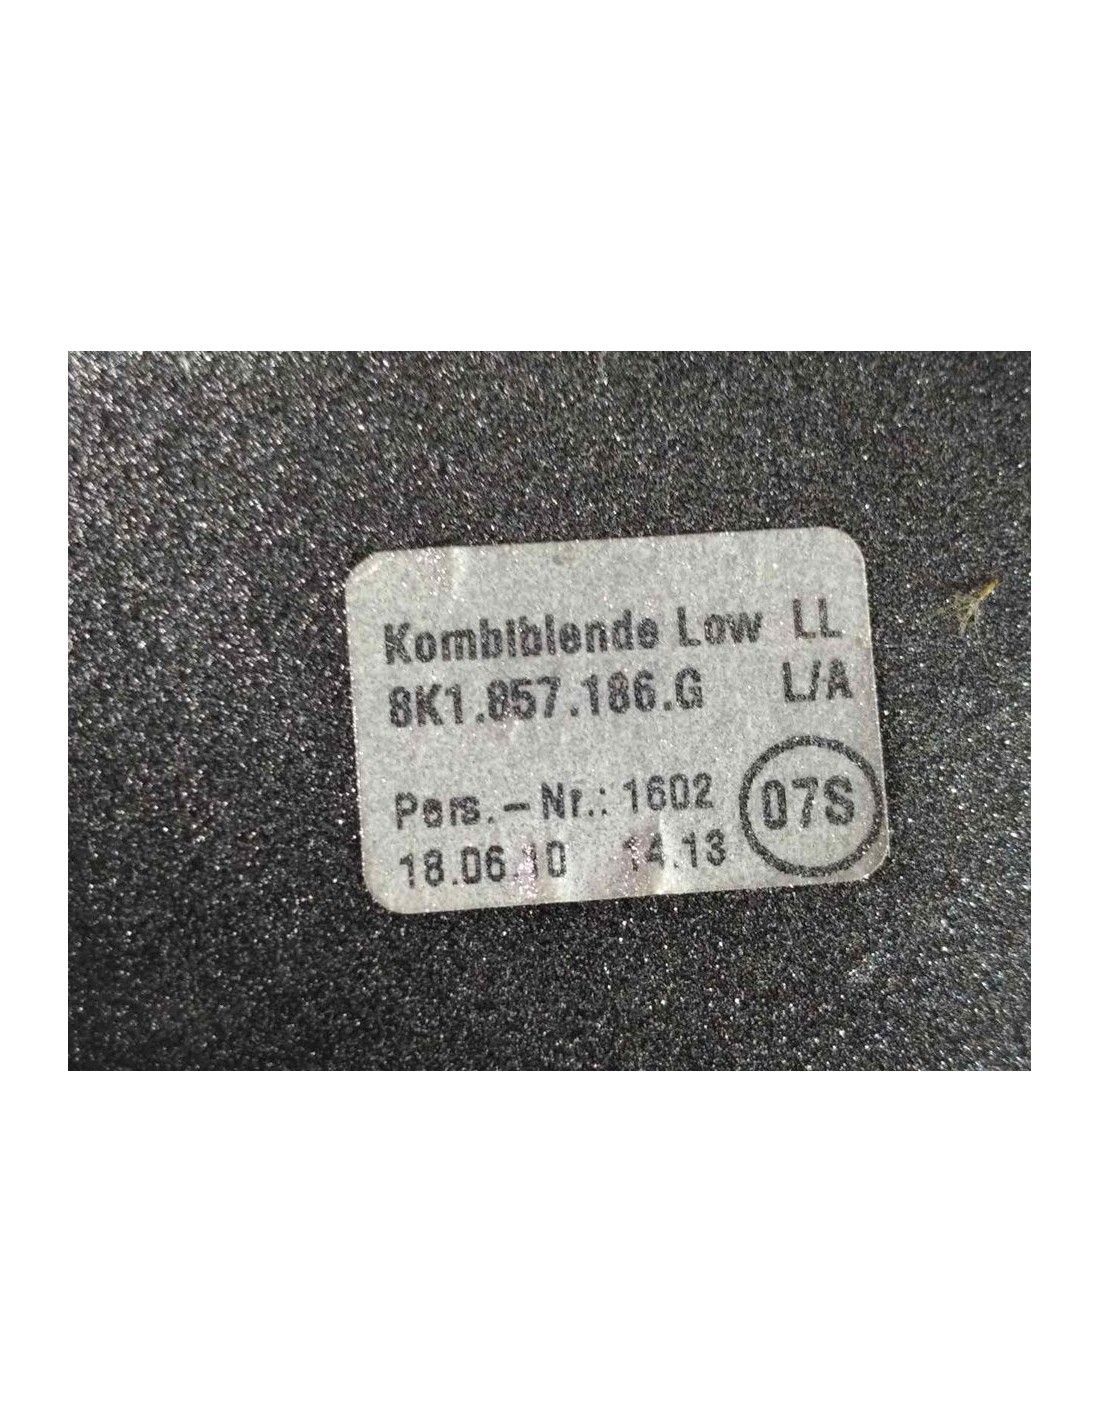 Kombiblende Low LL
8K1.857.186.G L/A
Pers.-Nr.: 1602
18.06.10 14.13
07S